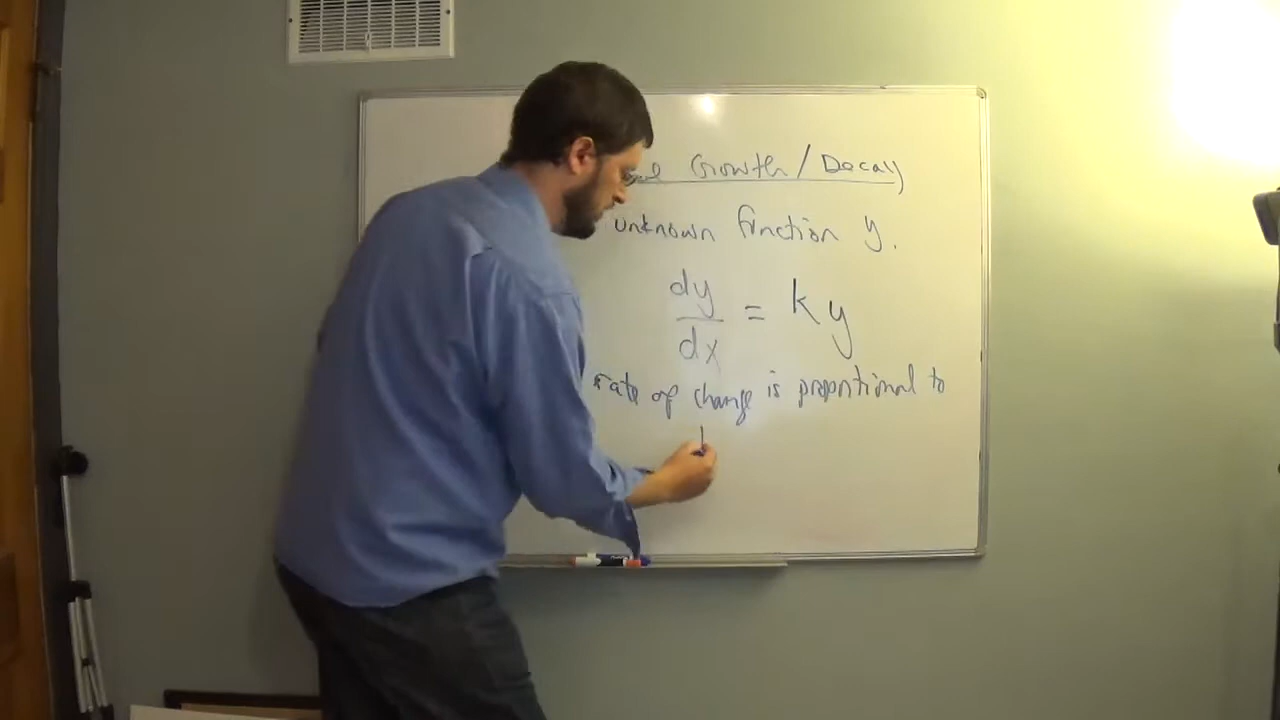 Growth/Decay
unknown function y.
dy/dx = ky
rate of change is proportional to